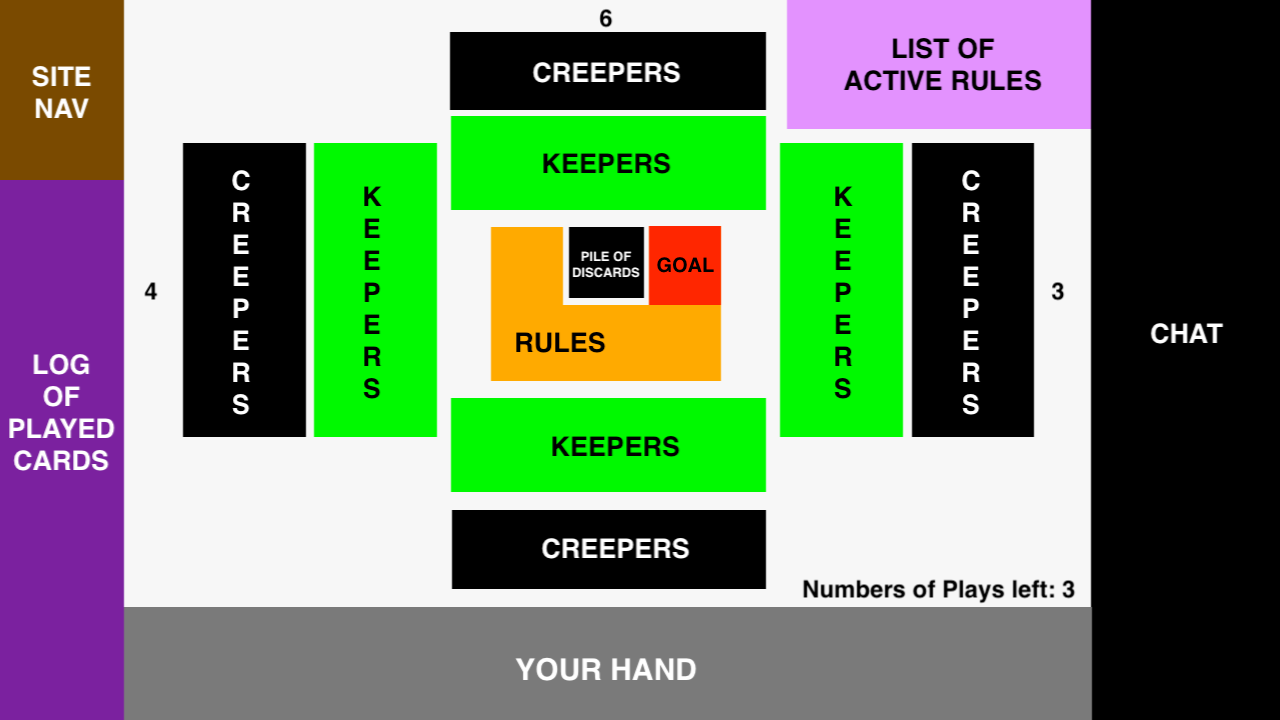 6
SITE
NAV
CREEPERS
LIST OF
ACTIVE RULES
KEEPERS
4
C
R
E
E
P
E
R
S
K
E
E
P
E
R
S
PILE OF
DISCARDS
GOAL
RULES
K
E
E
P
E
R
S
C
R
E
E
P
E
R
S
3
CHAT
LOG
OF
PLAYED
CARDS
KEEPERS
CREEPERS
Numbers of Plays left: 3
YOUR HAND